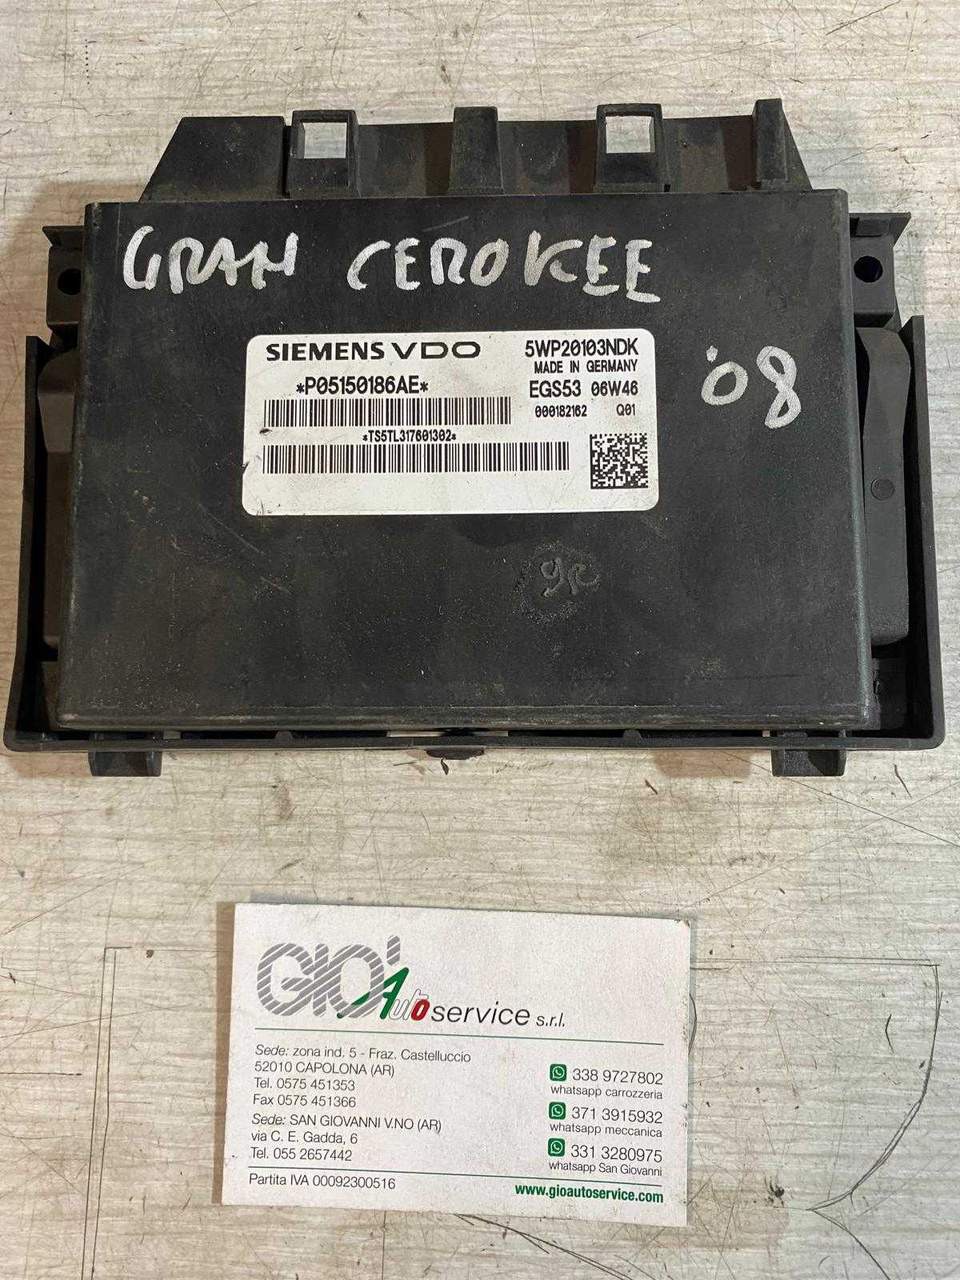 GRAN CEROKEE
'08
SIEMENS VDO
5WP20103NDK
MADE IN GERMANY
*P05150186AE*
EGS53 06W46
000182162 Q01
*TS5TL317601302*
GIO' Auto service s.r.l.
Sede: zona ind. 5 - Fraz. Castelluccio
52010 CAPOLONA (AR)
Tel. 0575 451353
Fax 0575 451366
Sede: SAN GIOVANNI V.NO (AR)
via C. E. Gadda, 6
Tel. 055 2657442
338 9727802
whatsapp carrozzeria
371 3915932
whatsapp meccanica
331 3280975
whatsapp San Giovanni
Partita IVA 00092300516
www.gioautoservice.com